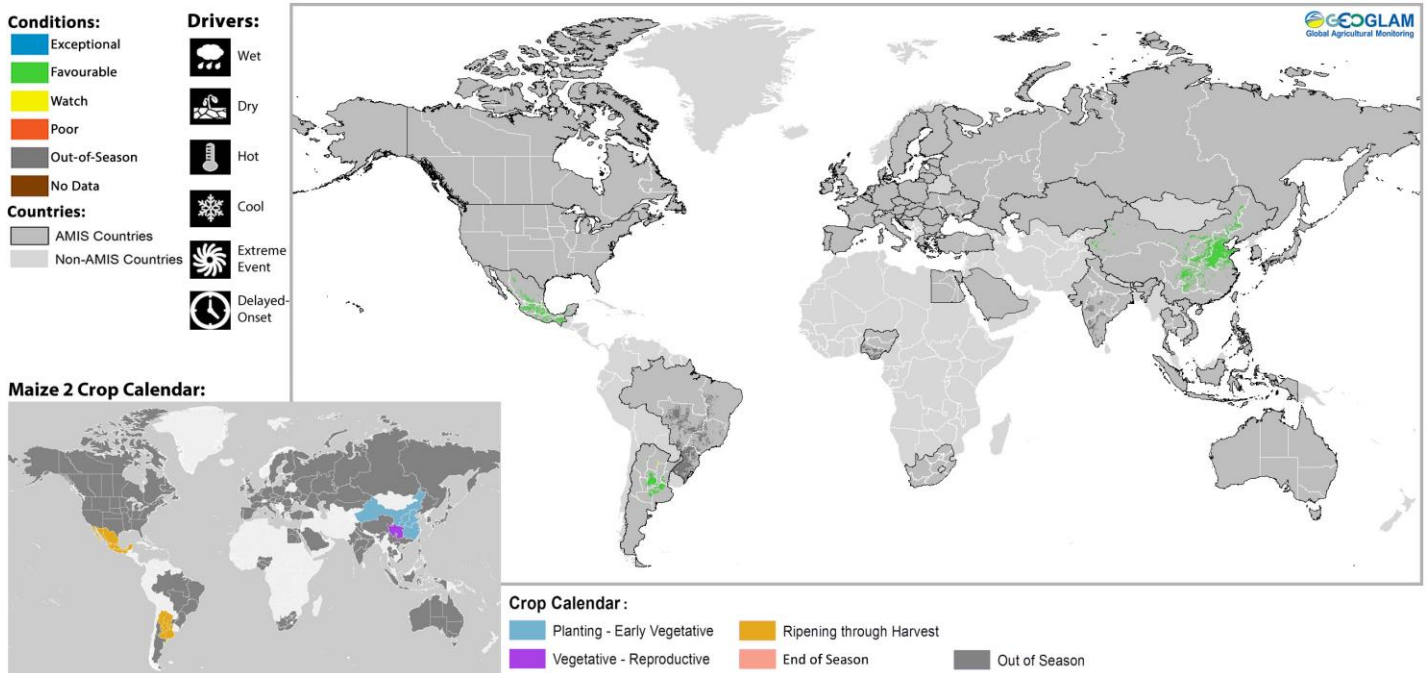 Conditions:
Exceptional
Favourable
Watch
Poor
Out-of-Season
No Data
Countries:
AMIS Countries
Non-AMIS Countries
Drivers:
Wet
Dry
Hot
Cool
Extreme
Event
Delayed-
Onset
GEOGLAM
Global Agricultural Monitoring
Maize 2 Crop Calendar:
Crop Calendar :
Planting - Early Vegetative
Ripening through Harvest
Vegetative - Reproductive
End of Season
Out of Season